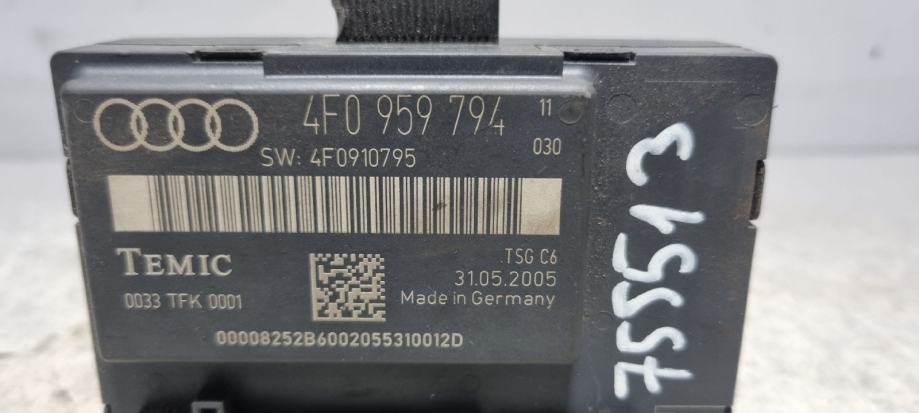 4F0 959 794 11
SW: 4F0910795 030
TEMIC
TSG C6
31.05.2005
0033 TFK 0001
Made in Germany
00008252B6002055310012D
755513